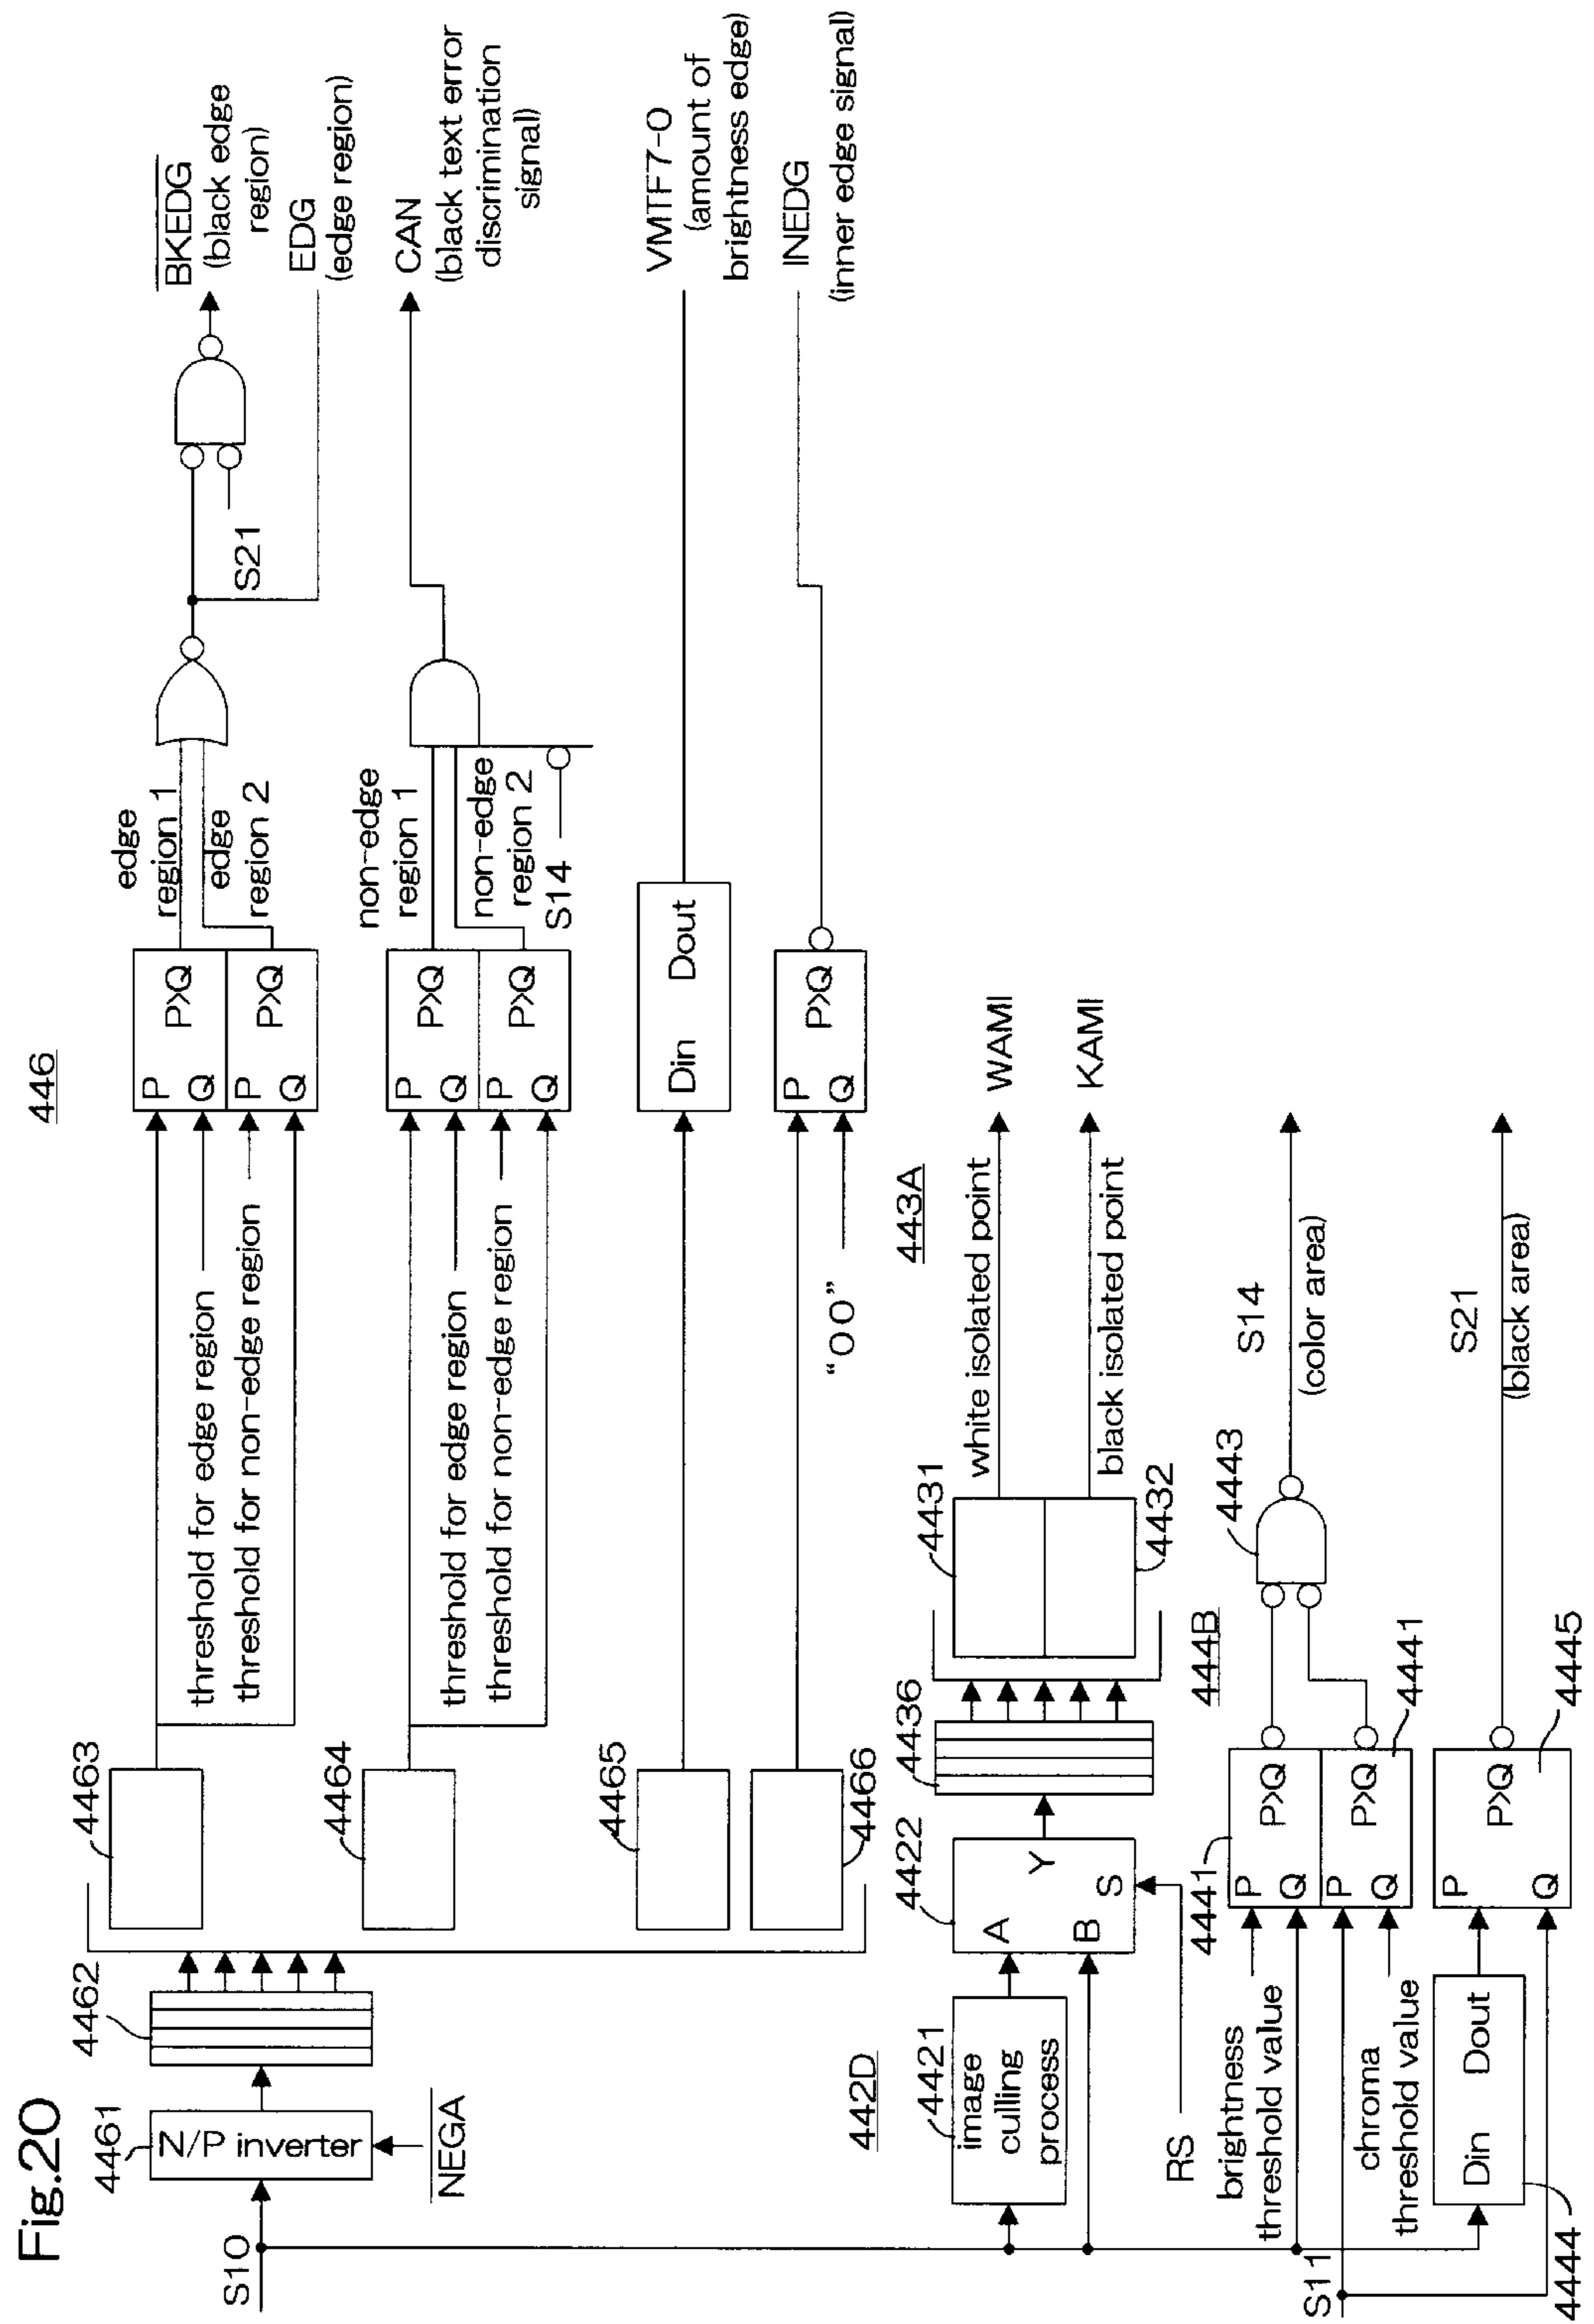 Fig.20
446
S10
4461
N/P inverter
NEGA
4462
4463
threshold for edge region
threshold for non-edge region
P
Q
P>Q
P
Q
P>Q
edge
region 1
edge
region 2
S21
BKEDG
(black edge
region)
EDG
(edge region)
4464
threshold for edge region
threshold for non-edge region
P
Q
P>Q
P
Q
P>Q
non-edge
region 1
non-edge
region 2
S14
CAN
(black text error
discrimination
signal)
4465
Din Dout
VMTF7-0
(amount of
brightness edge)
4466
"00"
P
Q
P>Q
INEDG
(inner edge signal)
442D
4421
image
culling
process
4422
A
B
Y
S
RS
4436
443A
4431
4432
white isolated point
WAMI
black isolated point
KAMI
444B
brightness
threshold value
S11
chroma
threshold value
4441
P
Q
P>Q
P
Q
P>Q
4441
4443
S14
(color area)
4444
Din Dout
P
Q
P>Q
4445
S21
(black area)